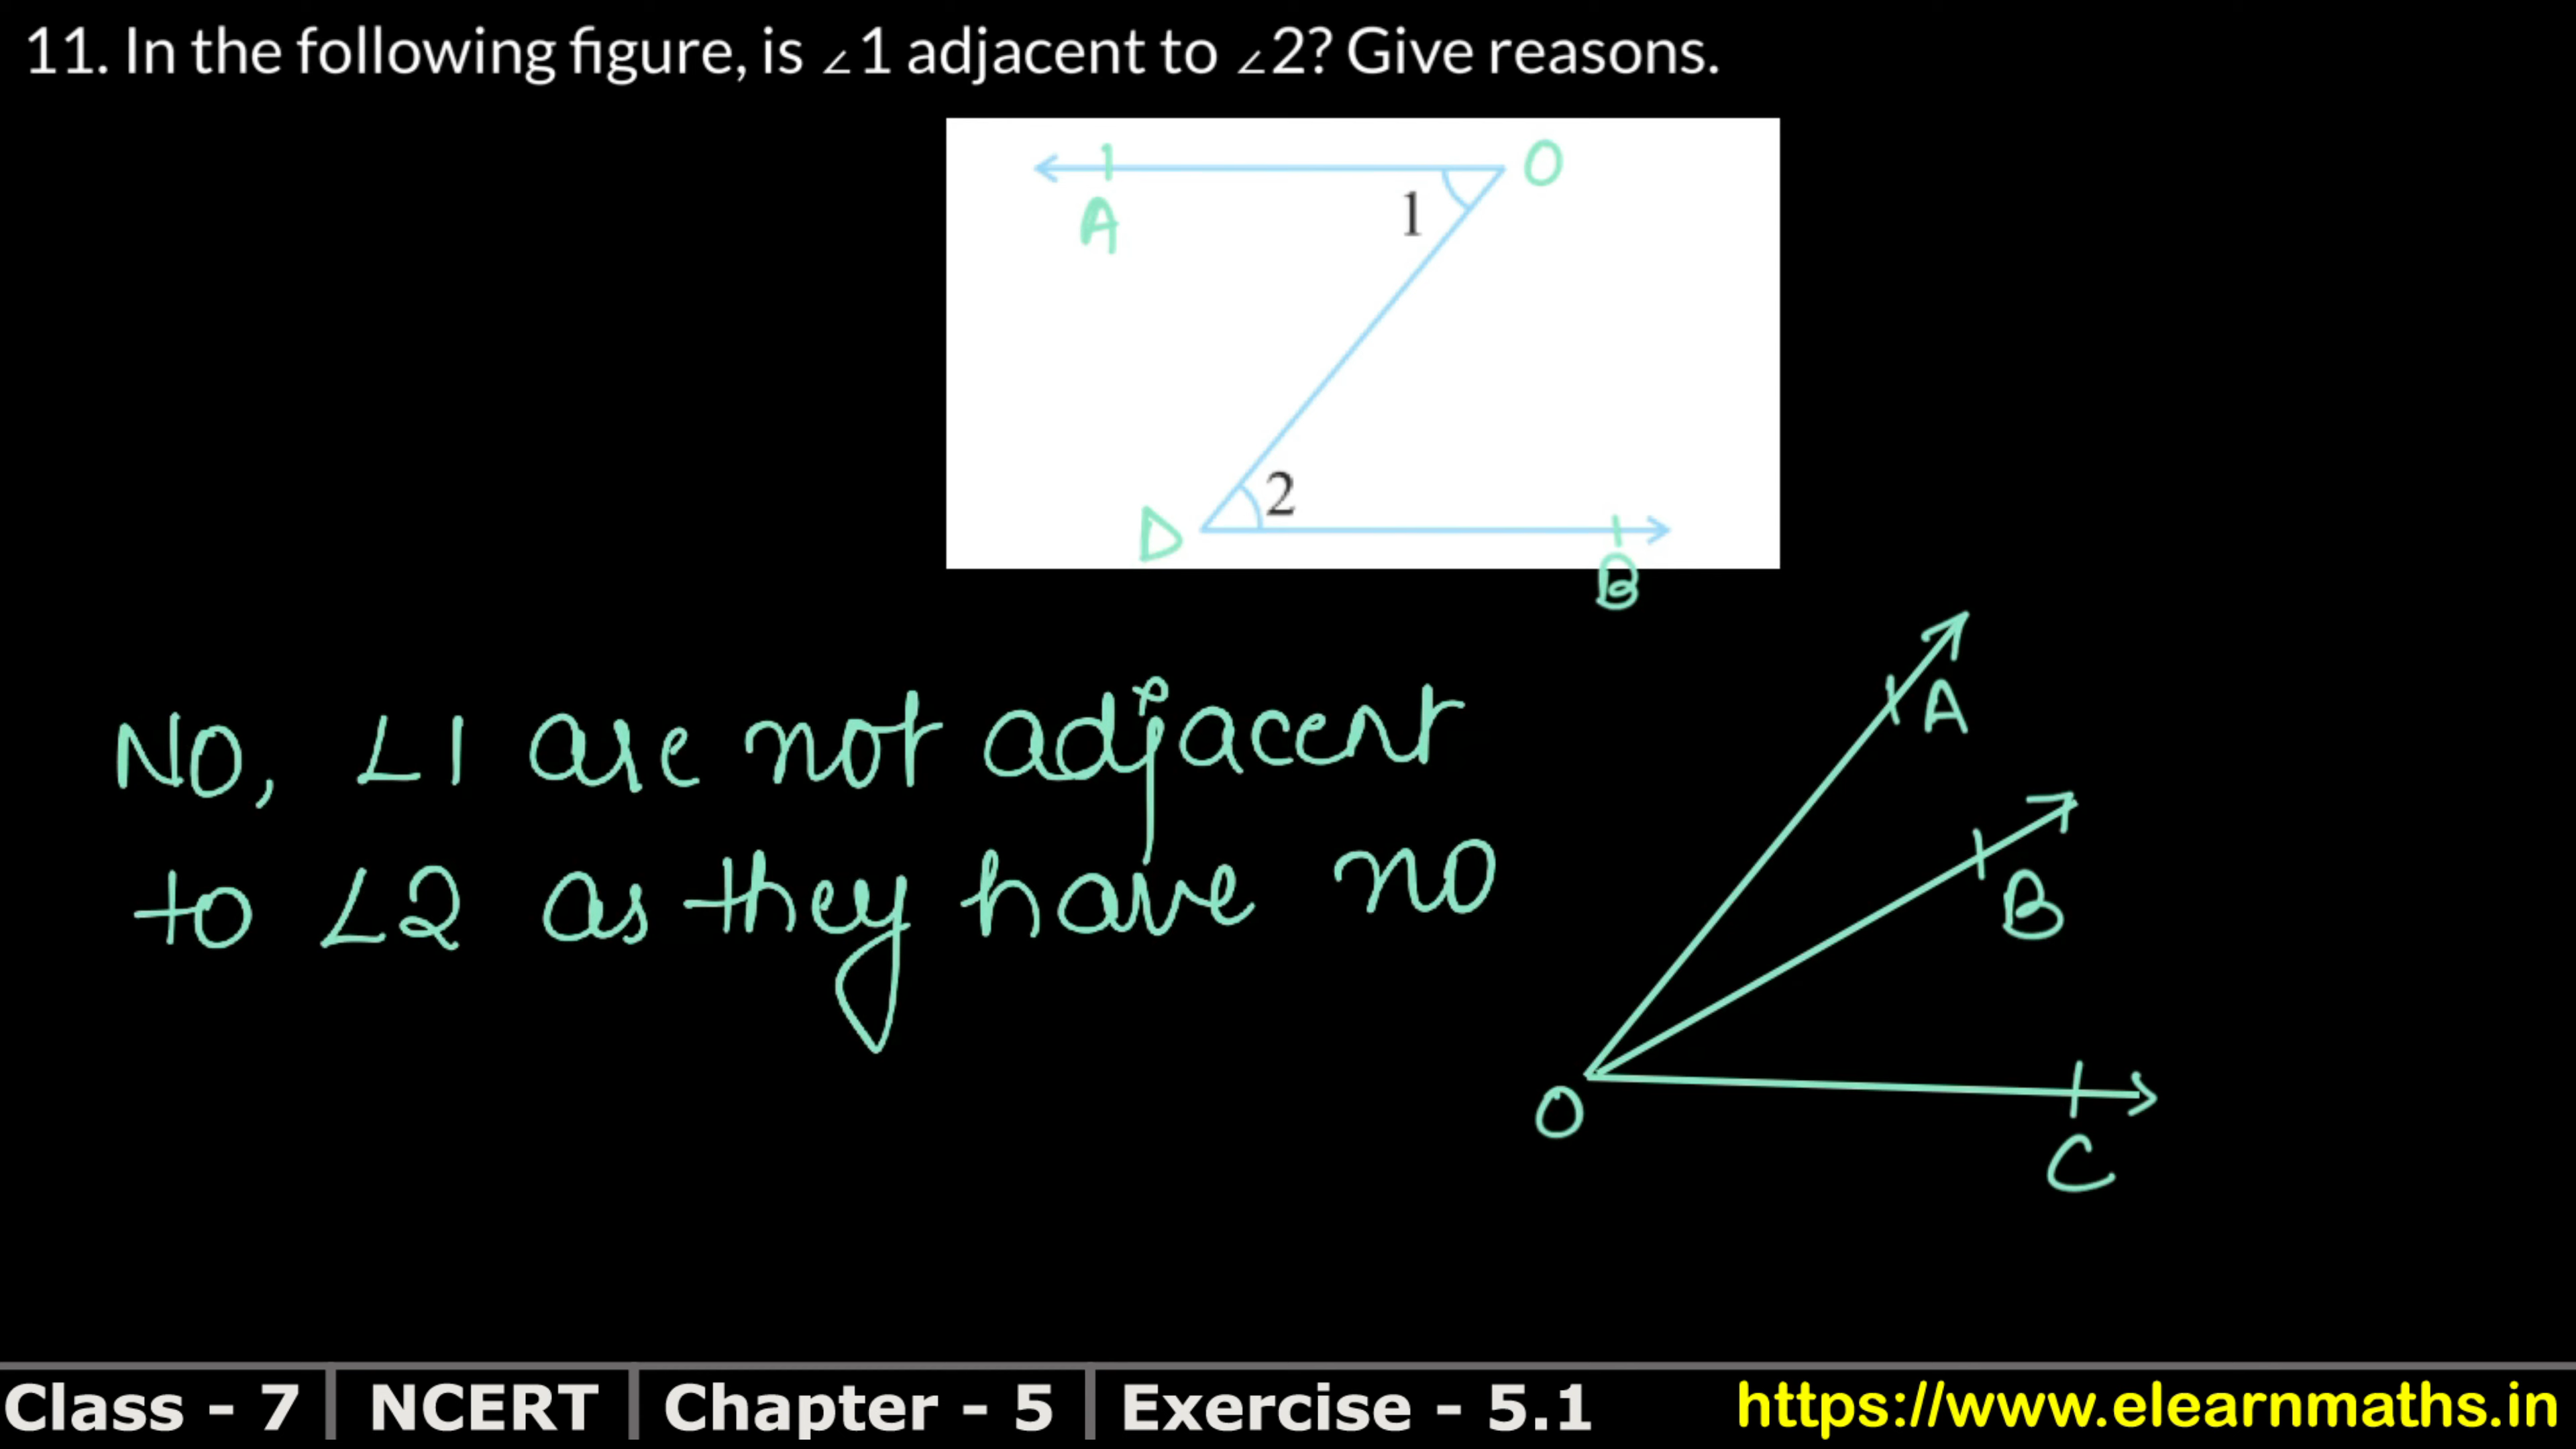 11. In the following figure, is ∠1 adjacent to ∠2? Give reasons.
O
A
1
2
D
B
A
No, ∠1 are not adjacent
B
to ∠2 as they have no
O
C
Class - 7 | NCERT | Chapter - 5 | Exercise - 5.1 https://www.elearnmaths.in